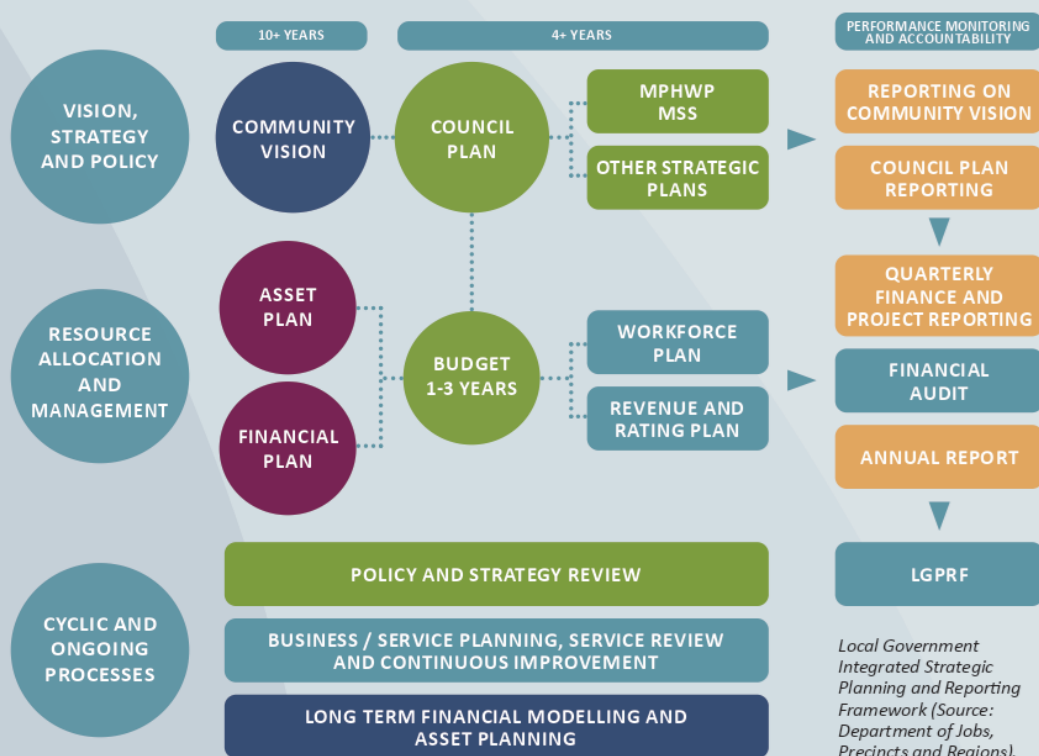 10+ YEARS
4+ YEARS
PERFORMANCE MONITORING
AND ACCOUNTABILITY
VISION,
STRATEGY
AND POLICY
COMMUNITY
VISION
COUNCIL
PLAN
MPHWP
MSS
OTHER STRATEGIC
PLANS
REPORTING ON
COMMUNITY VISION
COUNCIL PLAN
REPORTING
RESOURCE
ALLOCATION
AND
MANAGEMENT
ASSET
PLAN
FINANCIAL
PLAN
BUDGET
1-3 YEARS
WORKFORCE
PLAN
REVENUE AND
RATING PLAN
QUARTERLY
FINANCE AND
PROJECT REPORTING
FINANCIAL
AUDIT
ANNUAL REPORT
CYCLIC AND
ONGOING
PROCESSES
POLICY AND STRATEGY REVIEW
BUSINESS / SERVICE PLANNING, SERVICE REVIEW
AND CONTINUOUS IMPROVEMENT
LONG TERM FINANCIAL MODELLING AND
ASSET PLANNING
LGPRF
Local Government
Integrated Strategic
Planning and Reporting
Framework (Source:
Department of Jobs,
Precincts and Regions).